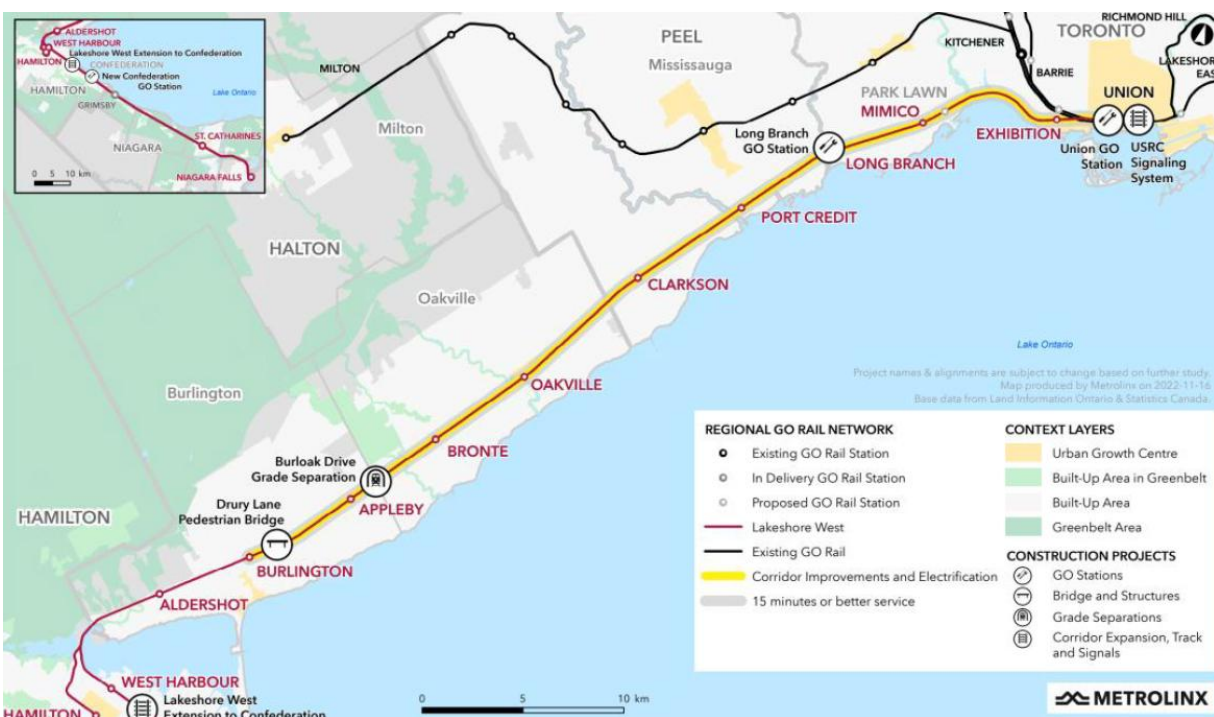 ALDERSHOT
WEST HARBOUR
Lakeshore West Extension to Confederation
HAMILTON
CONFEDERATION
New Confederation
GO Station
HAMILTON
GRIMSBY
Lake Ontario
NIAGARA
ST. CATHARINES
NIAGARA FALLS
0 5 10 km
MILTON
Milton
PEEL
Mississauga
KITCHENER
RICHMOND HILL
TORONTO
BARRIE
LAKESHORE
EAST
PARK LAWN
MIMICO
UNION
Long Branch
GO Station
LONG BRANCH
EXHIBITION
Union GO
Station
USRC
Signaling
System
PORT CREDIT
HALTON
CLARKSON
Oakville
Lake Ontario
OAKVILLE
Project names & alignments are subject to change based on further study.
Map produced by Metrolinx on 2022-11-16.
Base data from Land Information Ontario & Statistics Canada.
Burlington
BRONTE
Burloak Drive
Grade Separation
APPLEBY
Drury Lane
Pedestrian Bridge
HAMILTON
BURLINGTON
ALDERSHOT
WEST HARBOUR
HAMILTON
Lakeshore West
Extension to Confederation
0 5 10 km
REGIONAL GO RAIL NETWORK
Existing GO Rail Station
In Delivery GO Rail Station
Proposed GO Rail Station
Lakeshore West
Existing GO Rail
Corridor Improvements and Electrification
15 minutes or better service
CONTEXT LAYERS
Urban Growth Centre
Built-Up Area in Greenbelt
Built-Up Area
Greenbelt Area
CONSTRUCTION PROJECTS
GO Stations
Bridge and Structures
Grade Separations
Corridor Expansion, Track
and Signals
METROLINX